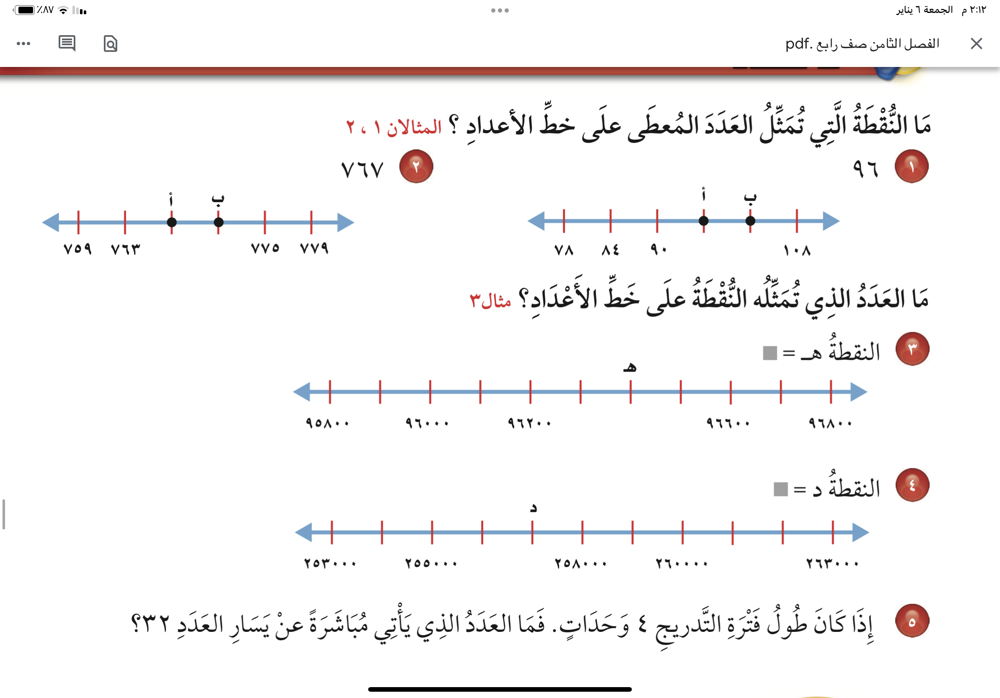 ٢:١٢ م الجمعة ٦ يناير
٪٨٧
الفصل الثامن صف رابع .pdf
مَا النُّقْطَةُ الَّتِي تُمَثِّلُ العَدَدَ المُعطَى علَى خطِّ الأعدادِ ؟ المثالان ١ ، ٢
١ ٩٦
٢ ٧٦٧
أ ب
٧٨ ٨٤ ٩٠ ١٠٨
أ ب
٧٥٩ ٧٦٣ ٧٧٥ ٧٧٩
مَا العَدَدُ الذِي تُمَثِّلُه النُّقْطَةُ علَى خَطِّ الأَعْدَادِ؟ مثال٣
٣ النقطةُ هـ = ■
هـ
٩٥٨٠٠ ٩٦٠٠٠ ٩٦٢٠٠ ٩٦٦٠٠ ٩٦٨٠٠
٤ النقطةُ د = ■
د
٢٥٣٠٠٠ ٢٥٥٠٠٠ ٢٥٨٠٠٠ ٢٦٠٠٠٠ ٢٦٣٠٠٠
٥ إِذَا كَانَ طُولُ فَتْرَةِ التَّدريجِ ٤ وَحَدَاتٍ. فَمَا العَدَدُ الذِي يَأْتِي مُبَاشَرَةً عنْ يَسَارِ العَدَدِ ٣٢؟